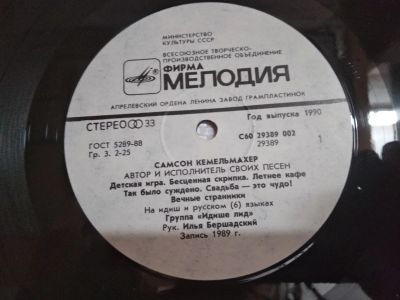 МИНИСТЕРСТВО
КУЛЬТУРЫ СССР
ВСЕСОЮЗНОЕ ТВОРЧЕСКО-
ПРОИЗВОДСТВЕННОЕ ОБЪЕДИНЕНИЕ
ФИРМА
МЕЛОДИЯ
АПРЕЛЕВСКИЙ ОРДЕНА ЛЕНИНА ЗАВОД ГРАМПЛАСТИНОК
СТЕРЕО 33
Год выпуска 1990
ГОСТ 5289-88
Гр. 3. 2-25
С60 29389 002
29389
1
САМСОН КЕМЕЛЬМАХЕР
АВТОР И ИСПОЛНИТЕЛЬ СВОИХ ПЕСЕН
Детская игра. Бесценная скрипка. Летнее кафе
Так было суждено. Свадьба — это чудо!
Вечные странники
На идиш и русском (6) языках
Группа «Идише лид»
Рук. Илья Бершадский
Запись 1989 г.